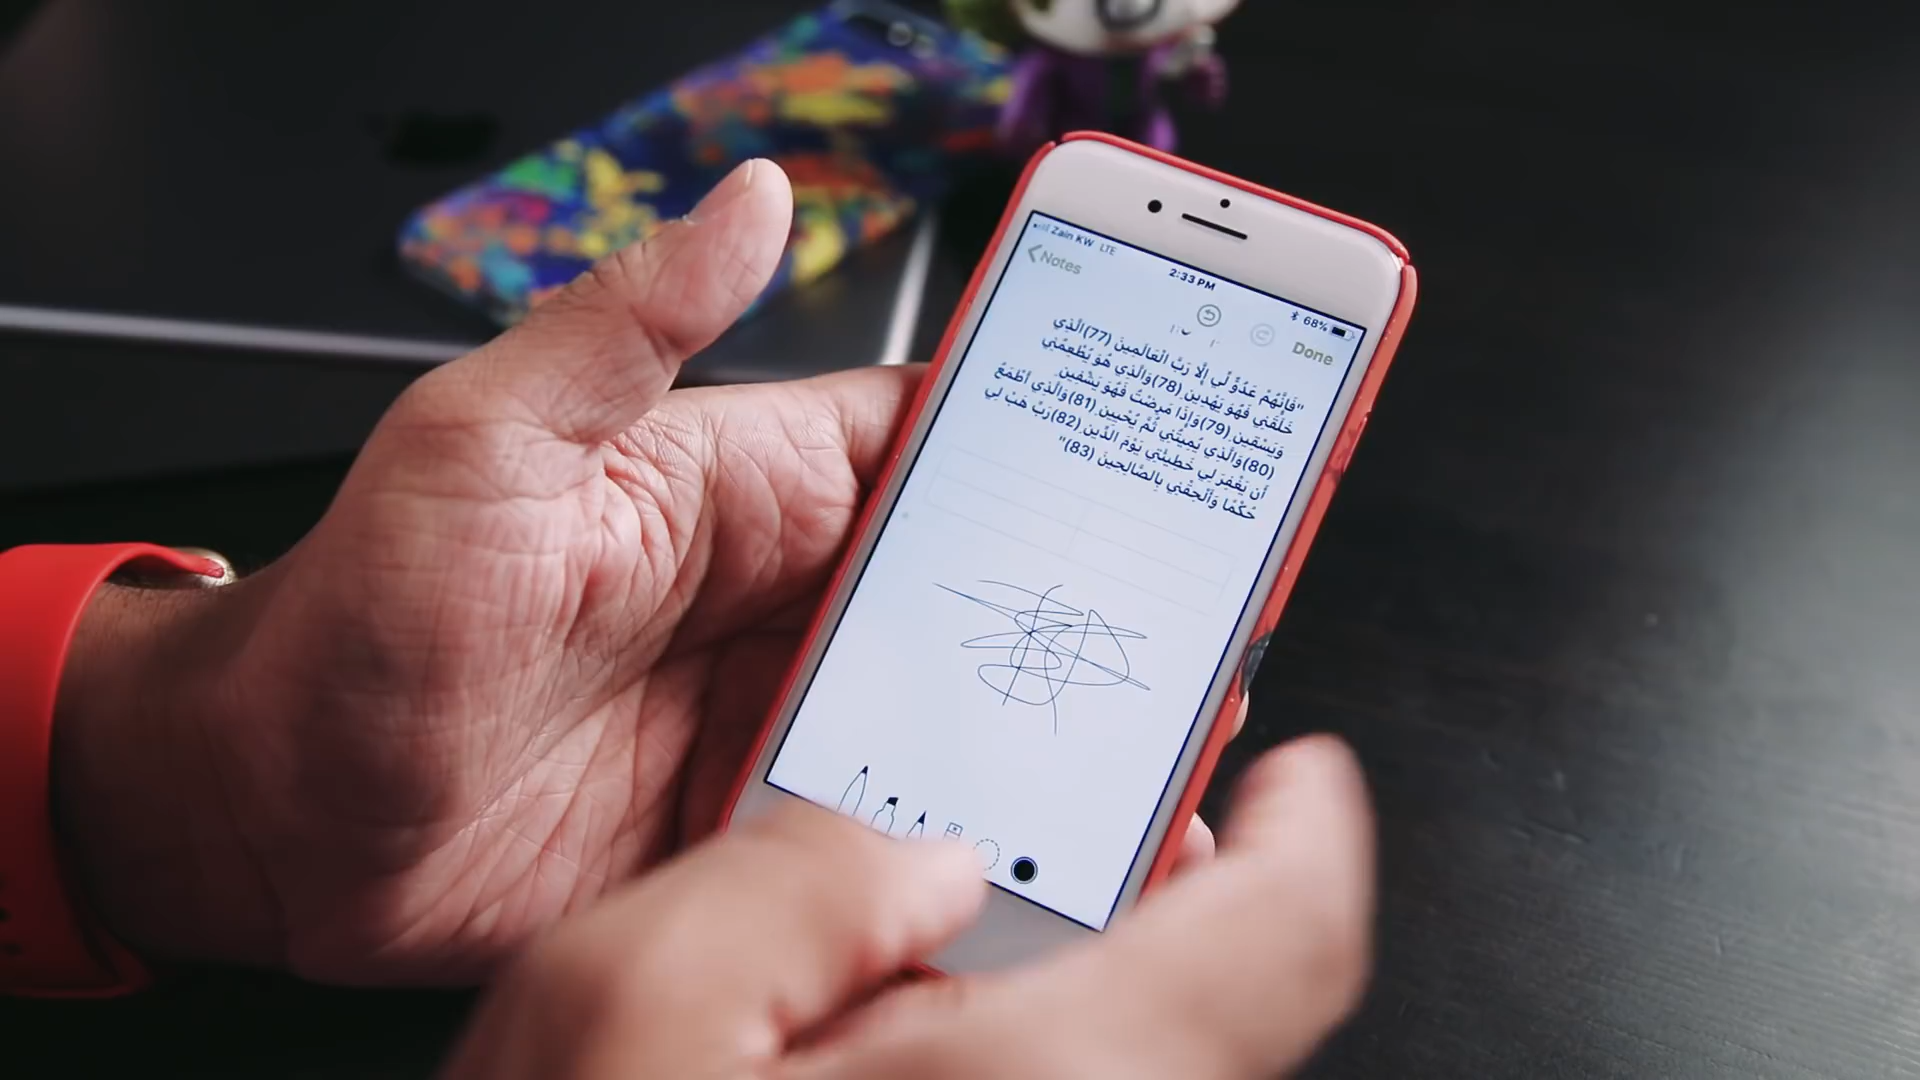 Zain KW LTE
2:33 PM
68%
Notes
Done
"فَإِنَّهُمْ عَدُوٌّ لِّي إِلَّا رَبَّ الْعَالَمِينَ (77)الَّذِي
خَلَقَنِي فَهُوَ يَهْدِينِ (78)وَالَّذِي هُوَ يُطْعِمُنِي
وَيَسْقِينِ (79)وَإِذَا مَرِضْتُ فَهُوَ يَشْفِينِ
(80)وَالَّذِي يُمِيتُنِي ثُمَّ يُحْيِينِ (81)وَالَّذِي أَطْمَعُ
أَن يَغْفِرَ لِي خَطِيئَتِي يَوْمَ الدِّينِ (82)رَبِّ هَبْ لِي
حُكْمًا وَأَلْحِقْنِي بِالصَّالِحِينَ (83)"